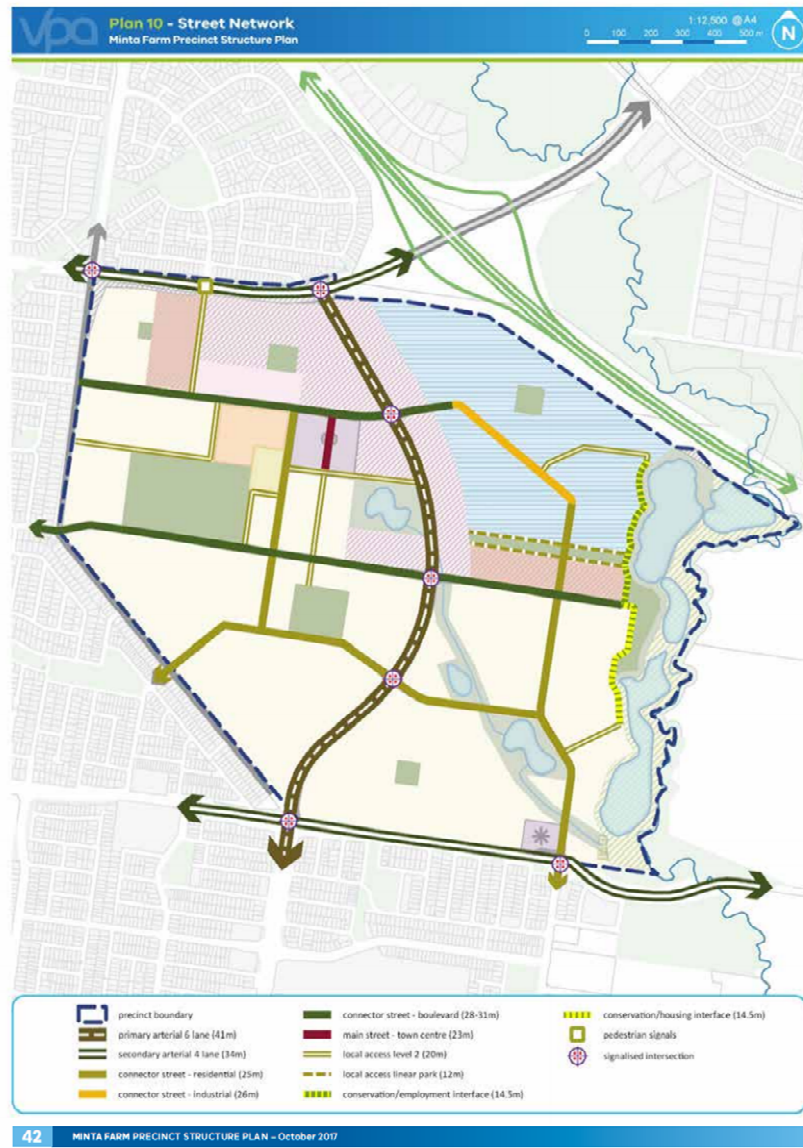 vpa
Plan 10 - Street Network
Minta Farm Precinct Structure Plan
1:12,500 @ A4
0 100 200 300 400 500 m
N
precinct boundary
primary arterial 6 lane (41m)
secondary arterial 4 lane (34m)
connector street - residential (25m)
connector street - industrial (26m)
connector street - boulevard (28-31m)
main street - town centre (23m)
local access level 2 (20m)
local access linear park (12m)
conservation/employment interface (14.5m)
conservation/housing interface (14.5m)
pedestrian signals
signalised intersection
42 MINTA FARM PRECINCT STRUCTURE PLAN – October 2017